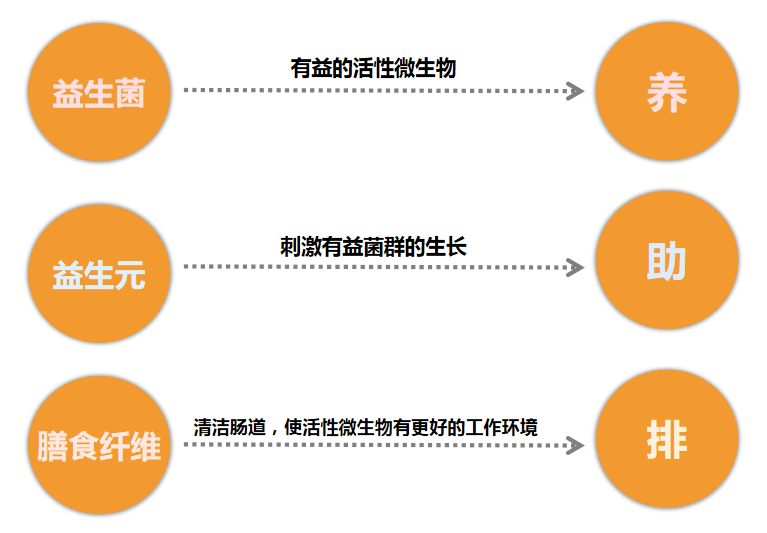 有益的活性微生物
益生菌
养
刺激有益菌群的生长
益生元
助
清洁肠道，使活性微生物有更好的工作环境
膳食纤维
排